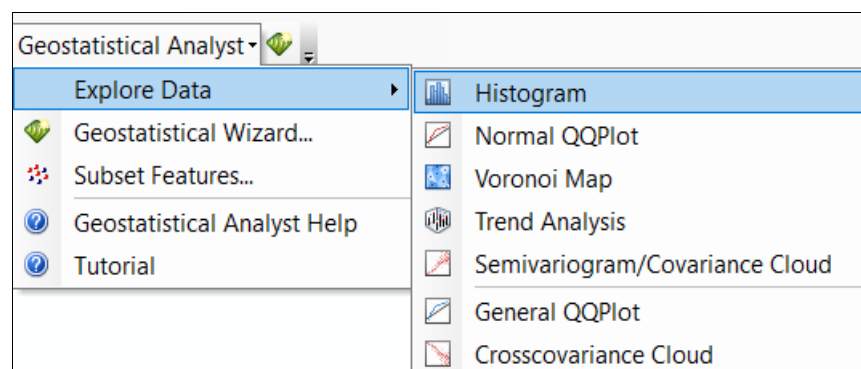 Geostatistical Analyst
Explore Data
Geostatistical Wizard...
Subset Features...
Geostatistical Analyst Help
Tutorial
Histogram
Normal QQPlot
Voronoi Map
Trend Analysis
Semivariogram/Covariance Cloud
General QQPlot
Crosscovariance Cloud